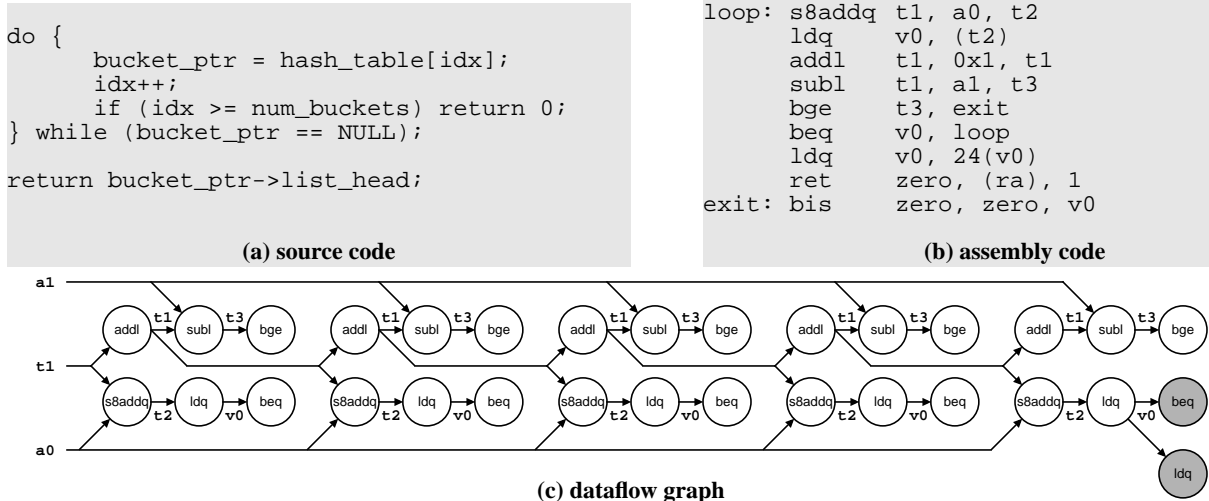 do {
bucket_ptr = hash_table[idx];
idx++;
if (idx >= num_buckets) return 0;
} while (bucket_ptr == NULL);
return bucket_ptr->list_head;
(a) source code
loop: s8addq t1, a0, t2
ldq v0, (t2)
addl t1, 0x1, t1
subl t1, a1, t3
bge t3, exit
beq v0, loop
ldq v0, 24(v0)
ret zero, (ra), 1
exit: bis zero, zero, v0
(b) assembly code
a1
addl t1 subl t3 bge addl t1 subl t3 bge addl t1 subl t3 bge addl t1 subl t3 bge addl t1 subl t3 bge
t1
s8addq t2 ldq v0 beq s8addq t2 ldq v0 beq s8addq t2 ldq v0 beq s8addq t2 ldq v0 beq s8addq t2 ldq v0 beq
a0
ldq
(c) dataflow graph